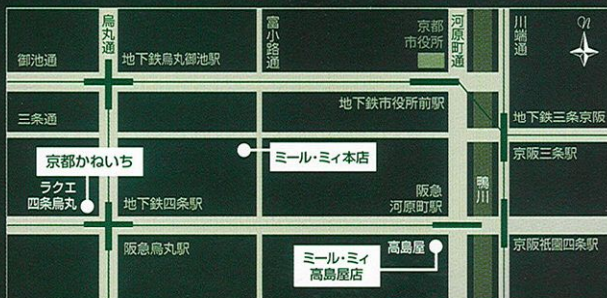 烏丸通
富小路通
京都
市役所
河原町通
川端通
御池通
地下鉄烏丸御池駅
三条通
地下鉄市役所前駅
地下鉄三条京阪
京都かねいち
ミール・ミィ本店
京阪三条駅
ラクエ
四条烏丸
地下鉄四条駅
阪急
河原町駅
鴨川
阪急烏丸駅
ミール・ミィ
高島屋店
高島屋
京阪祇園四条駅